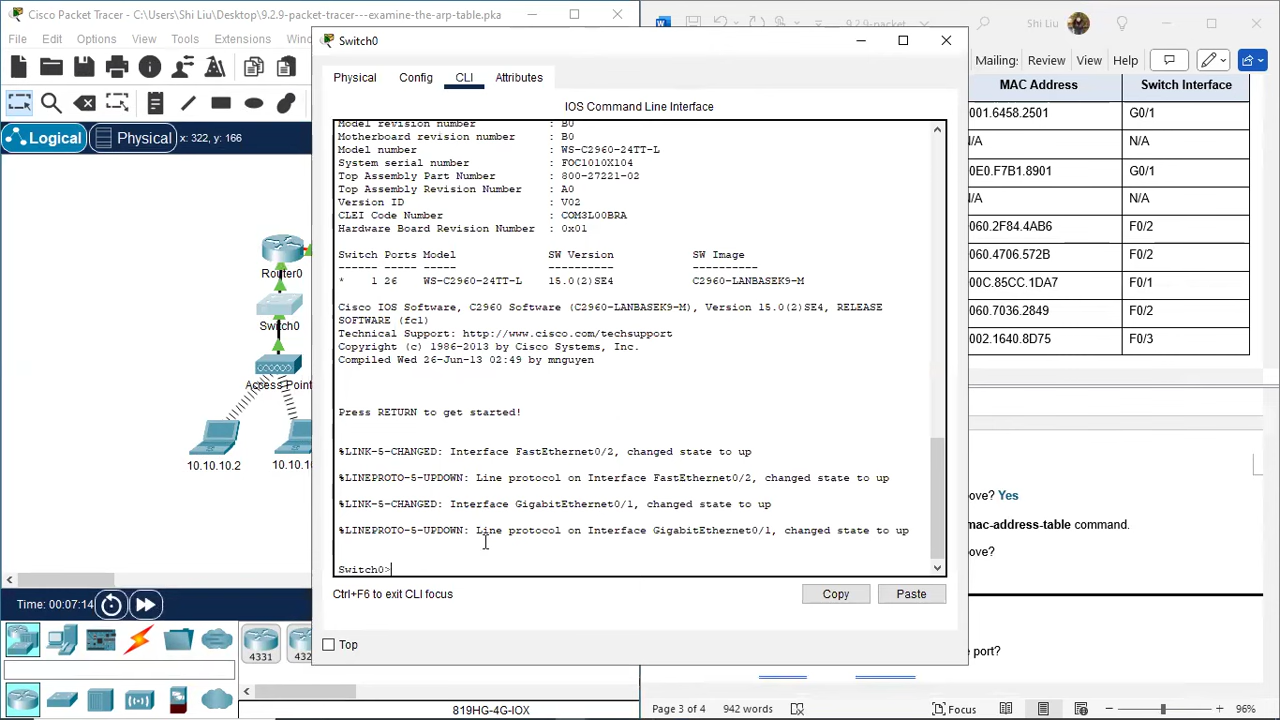 Cisco Packet Tracer - C:\Users\Shi Liu\Desktop\9.2.9-packet-tracer---examine-the-arp-table.pka
File Edit Options View Tools Extensions
Logical Physical x: 322, y: 166
Router0
Switch0
Access Point
10.10.10.2 10.10.1
Time: 00:07:14
4331
819HG-4G-IOX
Switch0
Physical Config CLI Attributes
IOS Command Line Interface
Model revision number : B0
Motherboard revision number : B0
Model number : WS-C2960-24TT-L
System serial number : FOC1010X104
Top Assembly Part Number : 800-27221-02
Top Assembly Revision Number : A0
Version ID : V02
CLEI Code Number : COM3L00BRA
Hardware Board Revision Number : 0x01
Switch Ports Model SW Version SW Image
------ ----- ----- ---------- ----------
* 1 26 WS-C2960-24TT-L 15.0(2)SE4 C2960-LANBASEK9-M
Cisco IOS Software, C2960 Software (C2960-LANBASEK9-M), Version 15.0(2)SE4, RELEASE
SOFTWARE (fc1)
Technical Support: http://www.cisco.com/techsupport
Copyright (c) 1986-2013 by Cisco Systems, Inc.
Compiled Wed 26-Jun-13 02:49 by mnguyen
Press RETURN to get started!
%LINK-5-CHANGED: Interface FastEthernet0/2, changed state to up
%LINEPROTO-5-UPDOWN: Line protocol on Interface FastEthernet0/2, changed state to up
%LINK-5-CHANGED: Interface GigabitEthernet0/1, changed state to up
%LINEPROTO-5-UPDOWN: Line protocol on Interface GigabitEthernet0/1, changed state to up
Switch0>
Ctrl+F6 to exit CLI focus Copy Paste
Top
9.2.9-packet Shi Liu
Mailing: Review View Help
MAC Address Switch Interface
001.6458.2501 G0/1
/A N/A
0E0.F7B1.8901 G0/1
/A N/A
060.2F84.4AB6 F0/2
060.4706.572B F0/2
00C.85CC.1DA7 F0/1
060.7036.2849 F0/2
002.1640.8D75 F0/3
ove? Yes
mac-address-table command.
ove?
e port?
Page 3 of 4 942 words Focus 96%